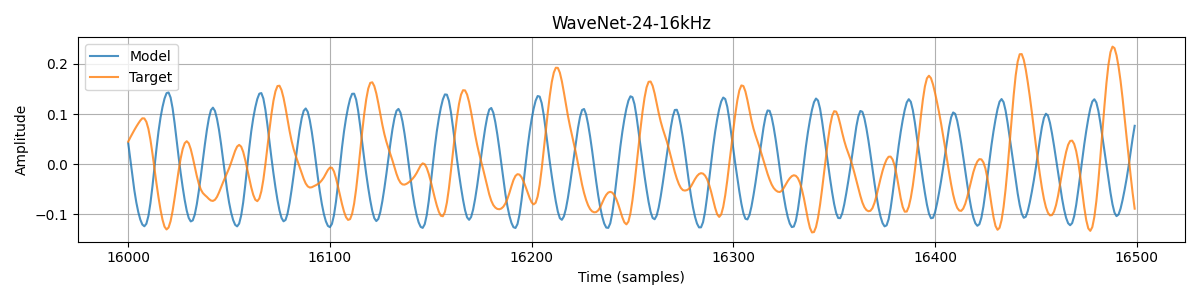 WaveNet-24-16kHz
Model
Target
Amplitude
0.2
0.1
0.0
−0.1
16000
16100
16200
16300
16400
16500
Time (samples)